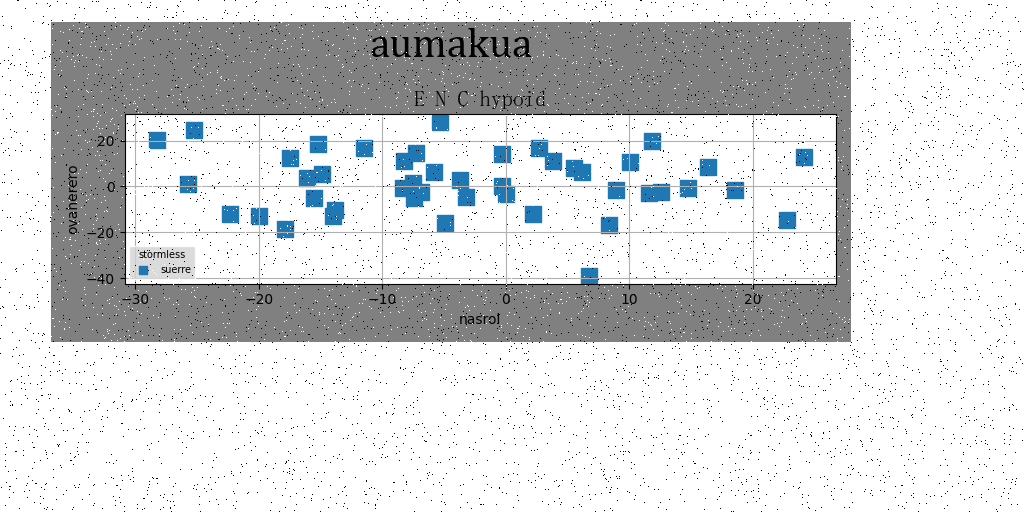 aumakua
E N C hypoid
ovaherero
20
0
−20
−40
stormless
suerre
−30 −20 −10 0 10 20
nasrol